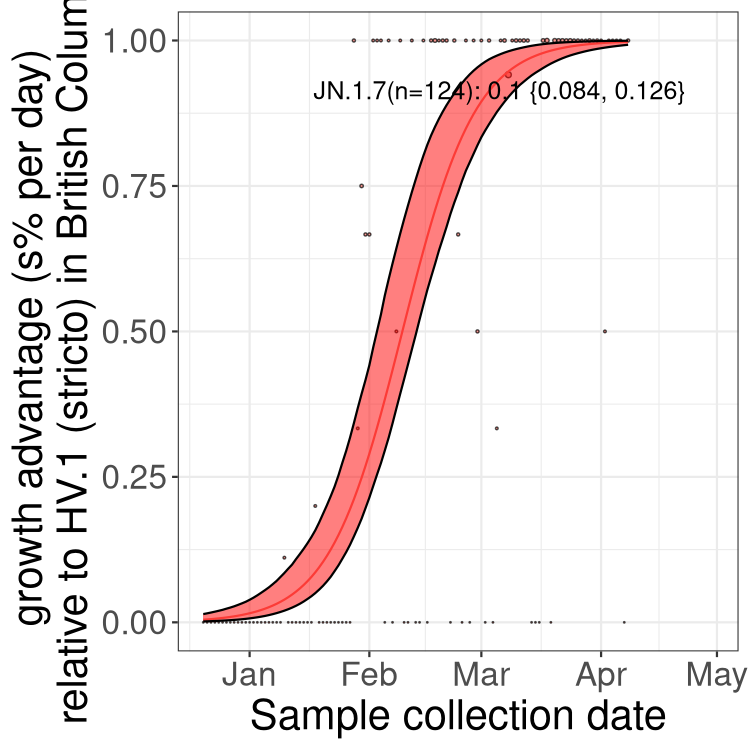 growth advantage (s% per day)
relative to HV.1 (stricto) in British Colum
1.00
0.75
0.50
0.25
0.00
JN.1.7(n=124): 0.1 {0.084, 0.126}
Jan Feb Mar Apr May
Sample collection date